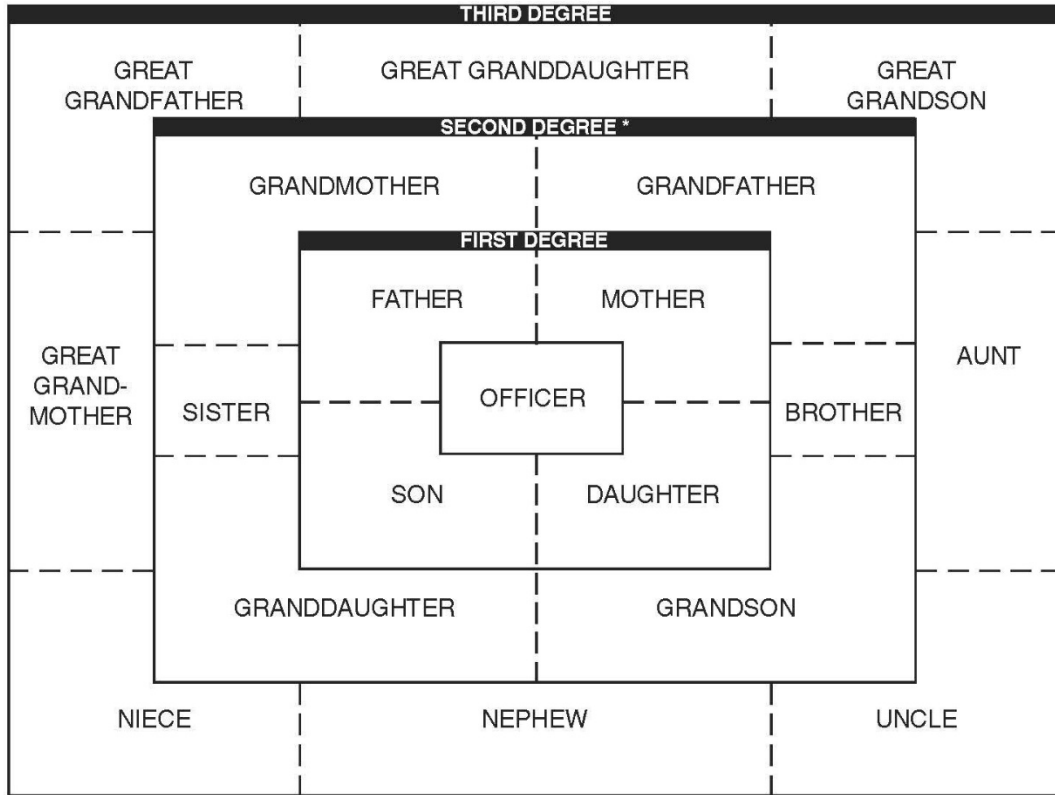 THIRD DEGREE
GREAT
GRANDFATHER
GREAT GRANDDAUGHTER
GREAT
GRANDSON
SECOND DEGREE *
GRANDMOTHER
GRANDFATHER
FIRST DEGREE
FATHER
MOTHER
GREAT
GRAND-
MOTHER
SISTER
OFFICER
BROTHER
AUNT
SON
DAUGHTER
GRANDDAUGHTER
GRANDSON
NIECE
NEPHEW
UNCLE